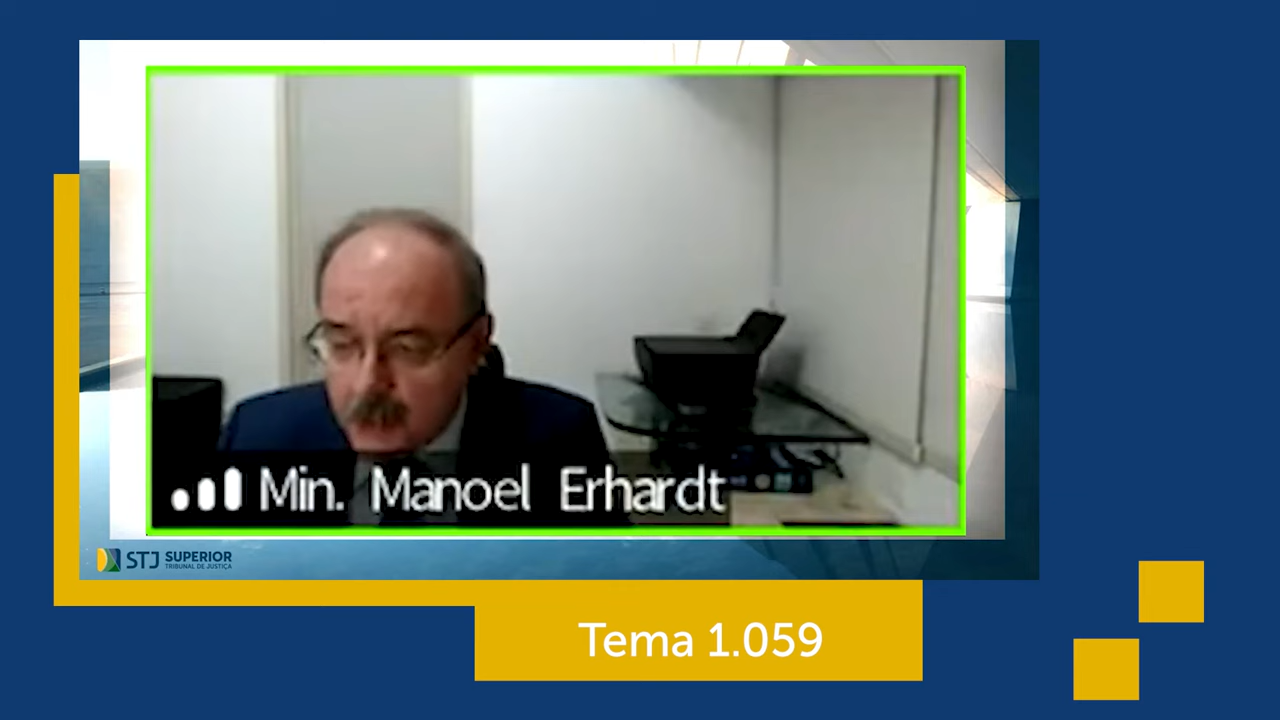 Min. Manoel Erhardt
STJ SUPERIOR
TRIBUNAL DE JUSTIÇA
Tema 1.059